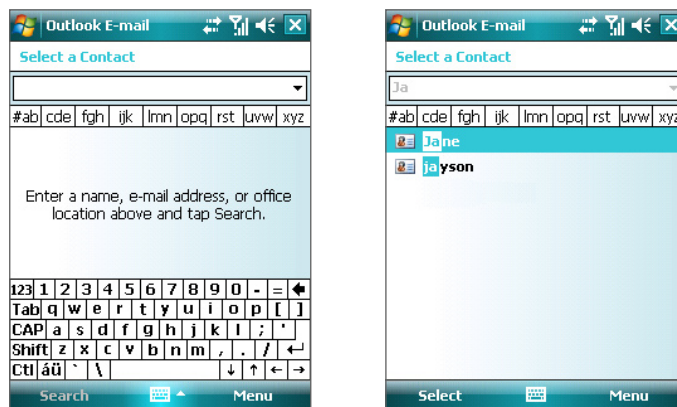 Outlook E-mail
Select a Contact
#ab cde fgh ijk lmn opq rst uvw xyz
Enter a name, e-mail address, or office
location above and tap Search.
123 1 2 3 4 5 6 7 8 9 0 - = 
Tab q w e r t y u i o p [ ]
CAP a s d f g h j k l ; '
Shift z x c v b n m , . / ↵
Ctl áü ` \ ↓ ↑ ← →
Search Menu
Outlook E-mail
Select a Contact
Ja
#ab cde fgh ijk lmn opq rst uvw xyz
Jane
jayson
Select Menu